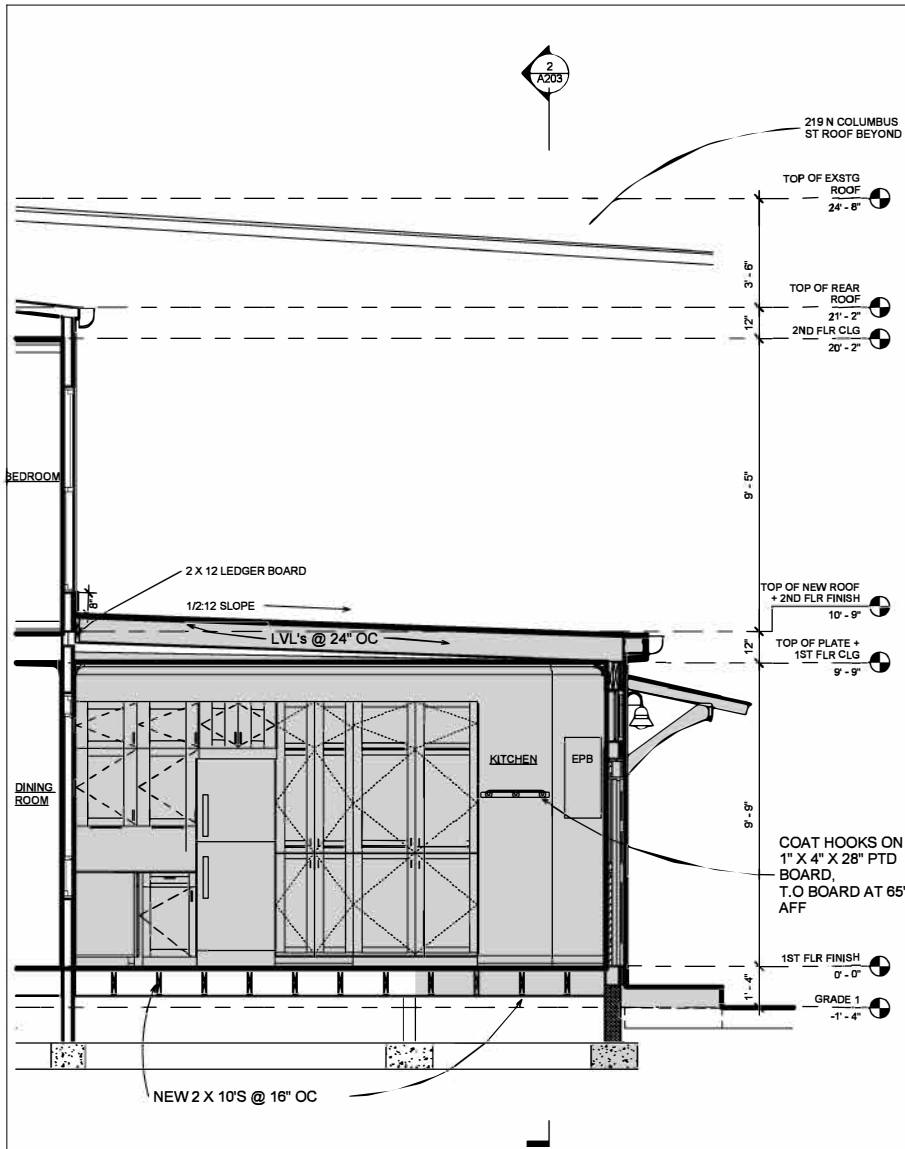 2
A203
219 N COLUMBUS
ST ROOF BEYOND
TOP OF EXSTG
ROOF
24' - 8"
3' - 6"
TOP OF REAR
ROOF
21' - 2"
12"
2ND FLR CLG
20' - 2"
BEDROOM
9' - 5"
2 X 12 LEDGER BOARD
8"
1/2:12 SLOPE
TOP OF NEW ROOF
+ 2ND FLR FINISH
10' - 9"
LVL's @ 24" OC
12"
TOP OF PLATE +
1ST FLR CLG
9' - 9"
KITCHEN
EPB
DINING
ROOM
9' - 9"
COAT HOOKS ON
1" X 4" X 28" PTD
BOARD,
T.O BOARD AT 65"
AFF
1ST FLR FINISH
0' - 0"
1' - 4"
GRADE 1
-1' - 4"
NEW 2 X 10'S @ 16" OC